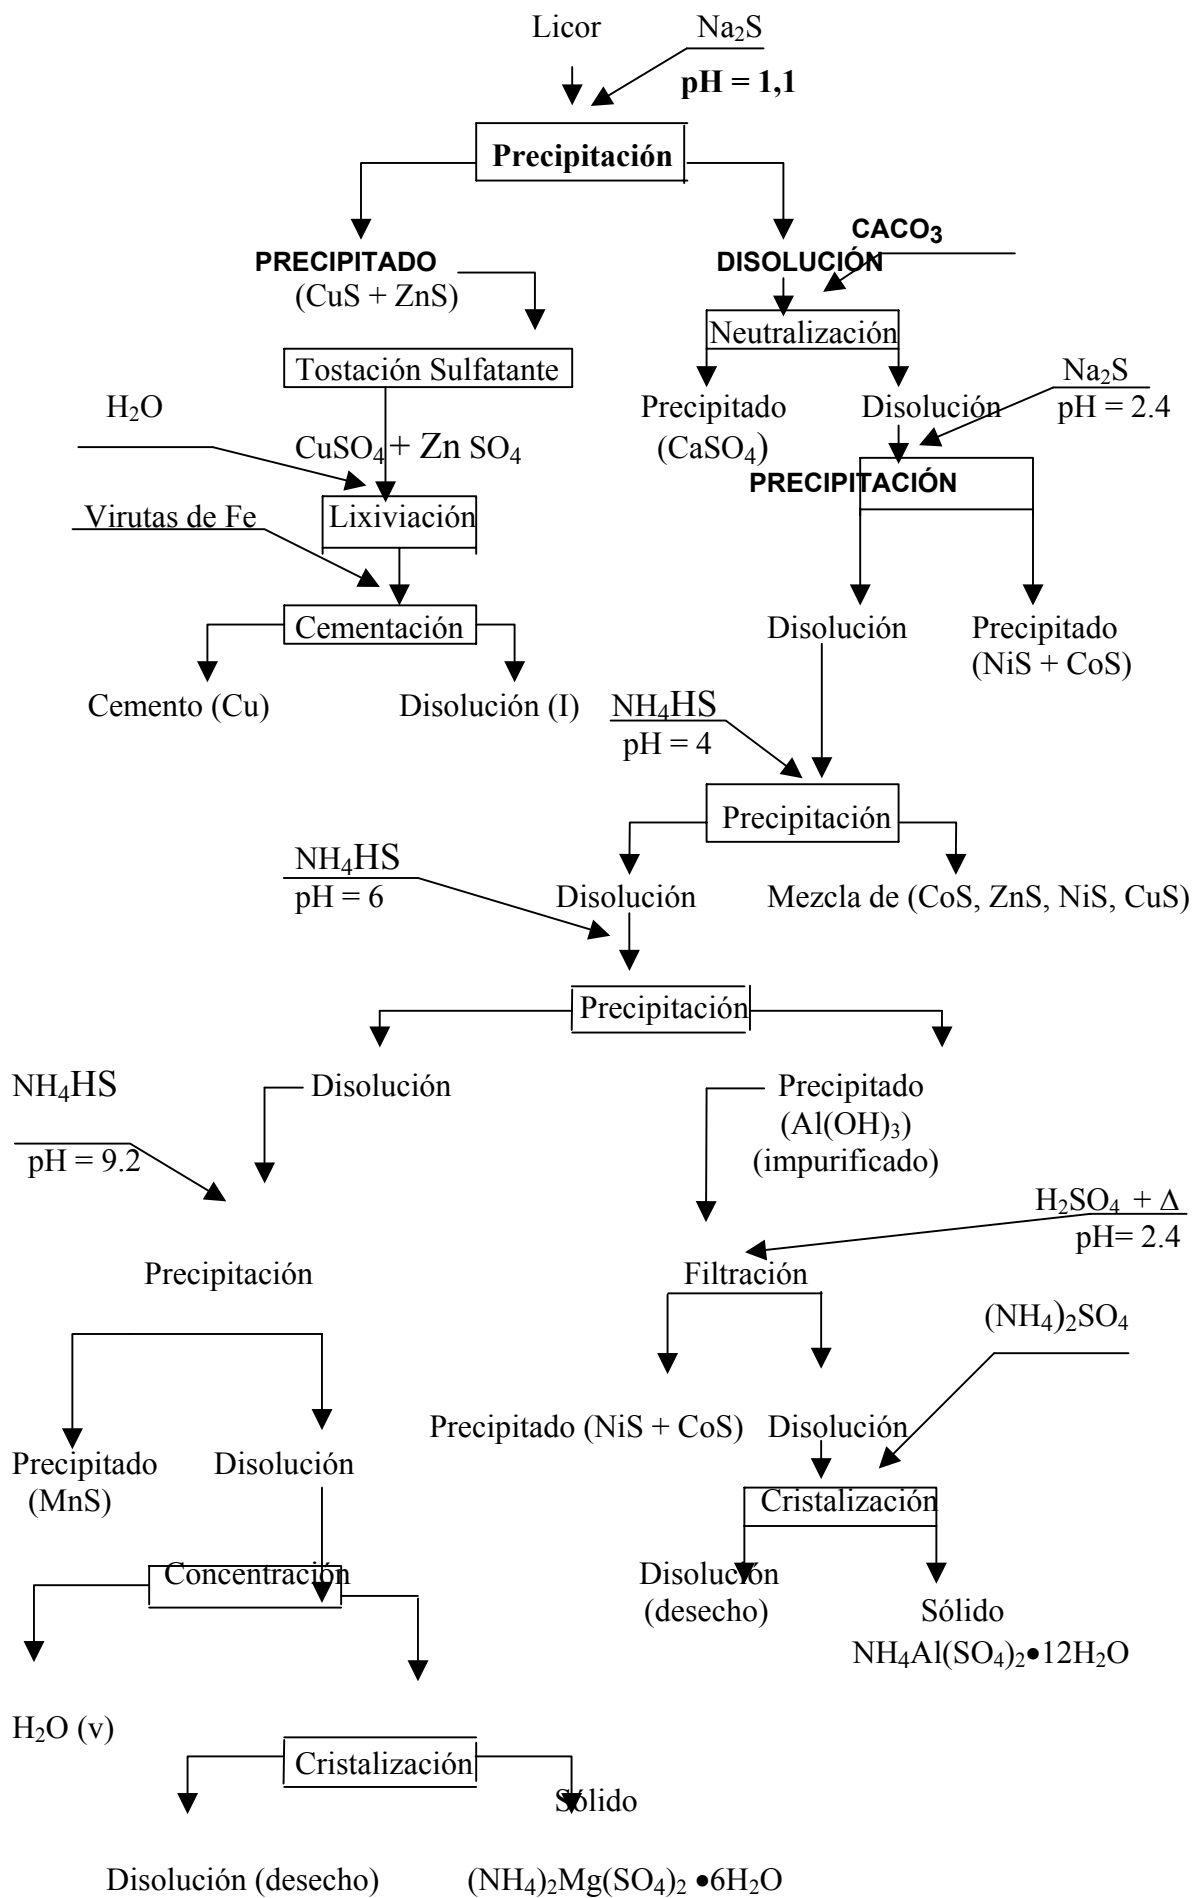 Licor
Na₂S
pH = 1,1
Precipitación
CACO₃
PRECIPITADO
(CuS + ZnS)
DISOLUCIÓN
Neutralización
Tostación Sulfatante
Na₂S
pH = 2.4
H₂O
Precipitado
(CaSO₄)
Disolución
CuSO₄ + Zn SO₄
PRECIPITACIÓN
Virutas de Fe
Lixiviación
Cementación
Disolución
Precipitado
(NiS + CoS)
Cemento (Cu)
Disolución (I)
NH₄HS
pH = 4
Precipitación
NH₄HS
pH = 6
Disolución
Mezcla de (CoS, ZnS, NiS, CuS)
Precipitación
NH₄HS
pH = 9.2
Disolución
Precipitado
(Al(OH)₃)
(impurificado)
H₂SO₄ + Δ
pH= 2.4
Precipitación
Filtración
(NH₄)₂SO₄
Precipitado (NiS + CoS)
Disolución
Precipitado
(MnS)
Disolución
Cristalización
Concentración
Disolución
(desecho)
Sólido
NH₄Al(SO₄)₂•12H₂O
H₂O (v)
Cristalización
Sólido
Disolución (desecho)
(NH₄)₂Mg(SO₄)₂ •6H₂O